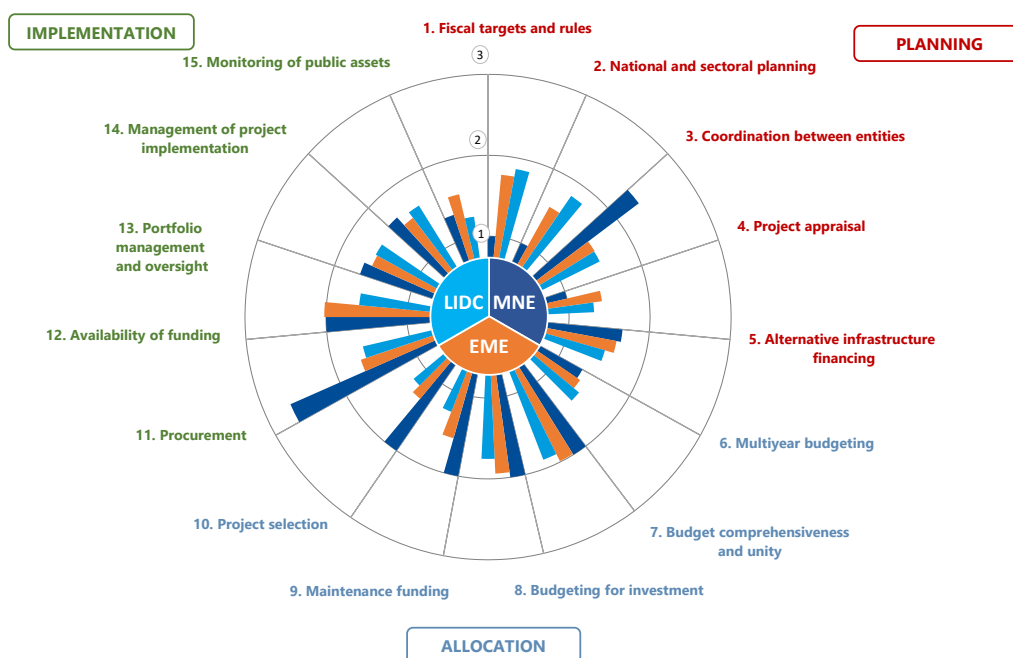 IMPLEMENTATION
PLANNING
1. Fiscal targets and rules
2. National and sectoral planning
3. Coordination between entities
4. Project appraisal
5. Alternative infrastructure
financing
6. Multiyear budgeting
7. Budget comprehensiveness
and unity
8. Budgeting for investment
9. Maintenance funding
10. Project selection
11. Procurement
12. Availability of funding
13. Portfolio
management
and oversight
14. Management of project
implementation
15. Monitoring of public assets
3
2
1
LIDC
MNE
EME
ALLOCATION